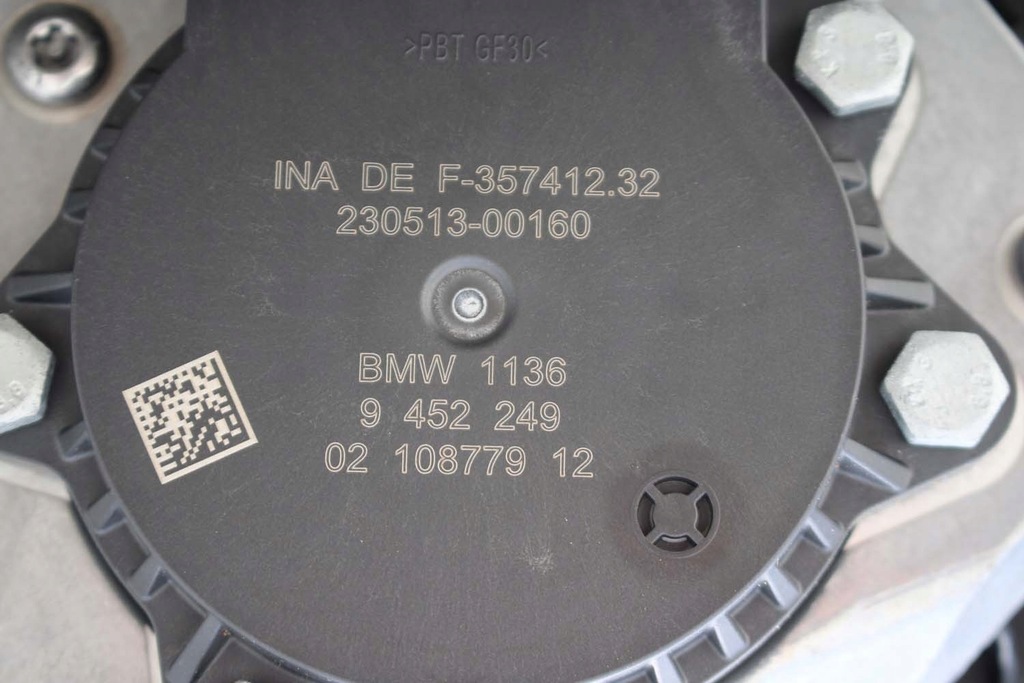 >PBT GF30<
INA DE F-357412.32
230513-00160
BMW 1136
9 452 249
02 108779 12